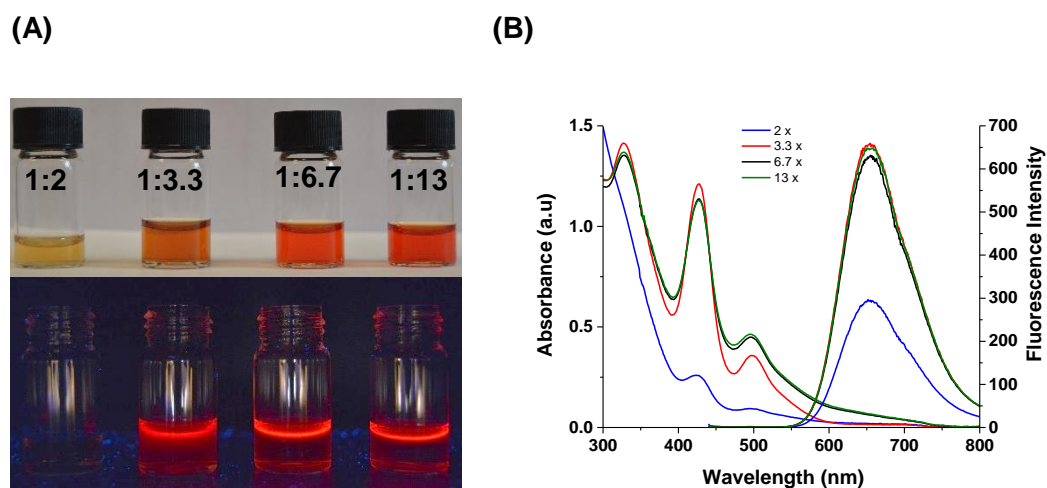 (A)
(B)
1:2 1:3.3 1:6.7 1:13
2 x
3.3 x
6.7 x
13 x
1.5
1.0
0.5
0.0
Absorbance (a.u)
700
600
500
400
300
200
100
0
Fluorescence Intensity
300 400 500 600 700 800
Wavelength (nm)